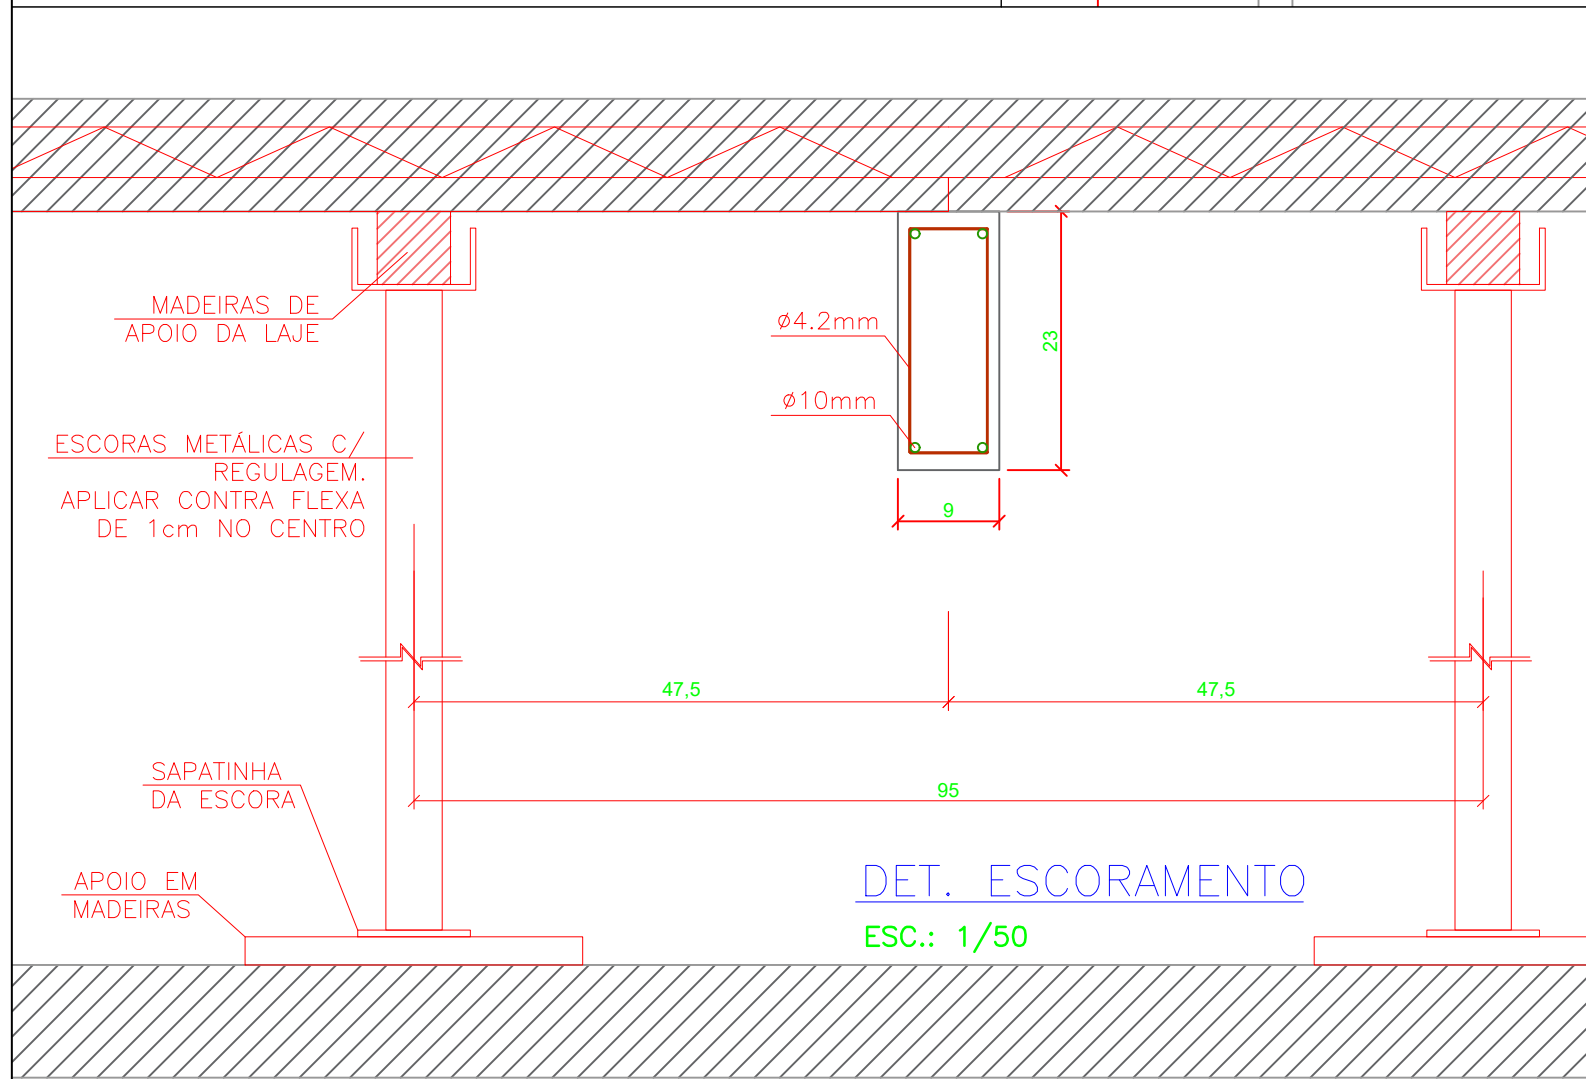 MADEIRAS DE
APOIO DA LAJE
ø4.2mm
23
ø10mm
ESCORAS METÁLICAS C/
REGULAGEM.
APLICAR CONTRA FLEXA
DE 1cm NO CENTRO
9
47,5
47,5
SAPATINHA
DA ESCORA
95
APOIO EM
MADEIRAS
DET. ESCORAMENTO
ESC.: 1/50